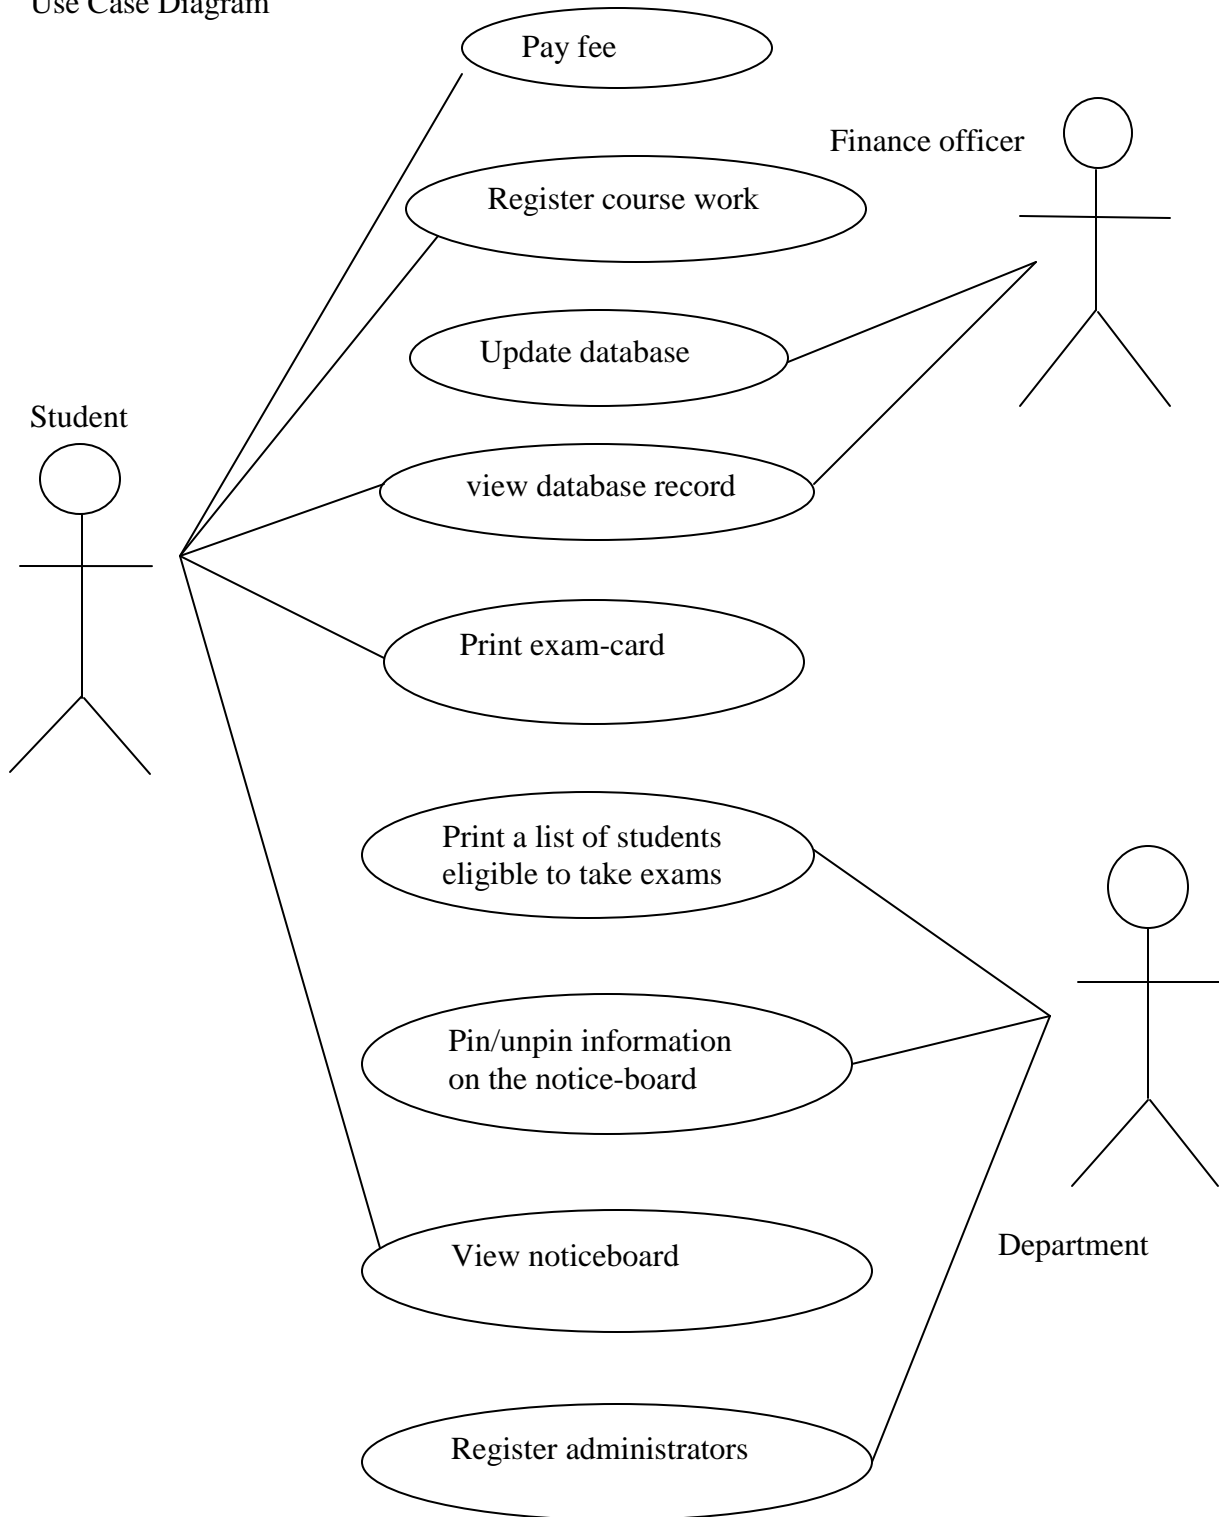 Use Case Diagram
Pay fee
Finance officer
Register course work
Update database
Student
view database record
Print exam-card
Print a list of students
eligible to take exams
Pin/unpin information
on the notice-board
View noticeboard
Department
Register administrators